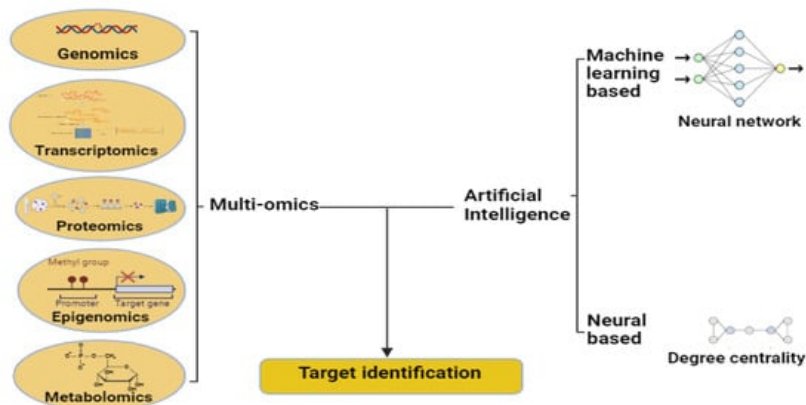 Genomics
Transcriptomics
Proteomics
Methyl group
Promoter
Target gene
Epigenomics
Metabolomics
Multi-omics
Artificial
Intelligence
Machine
learning
based
Neural network
Neural
based
Degree centrality
Target identification